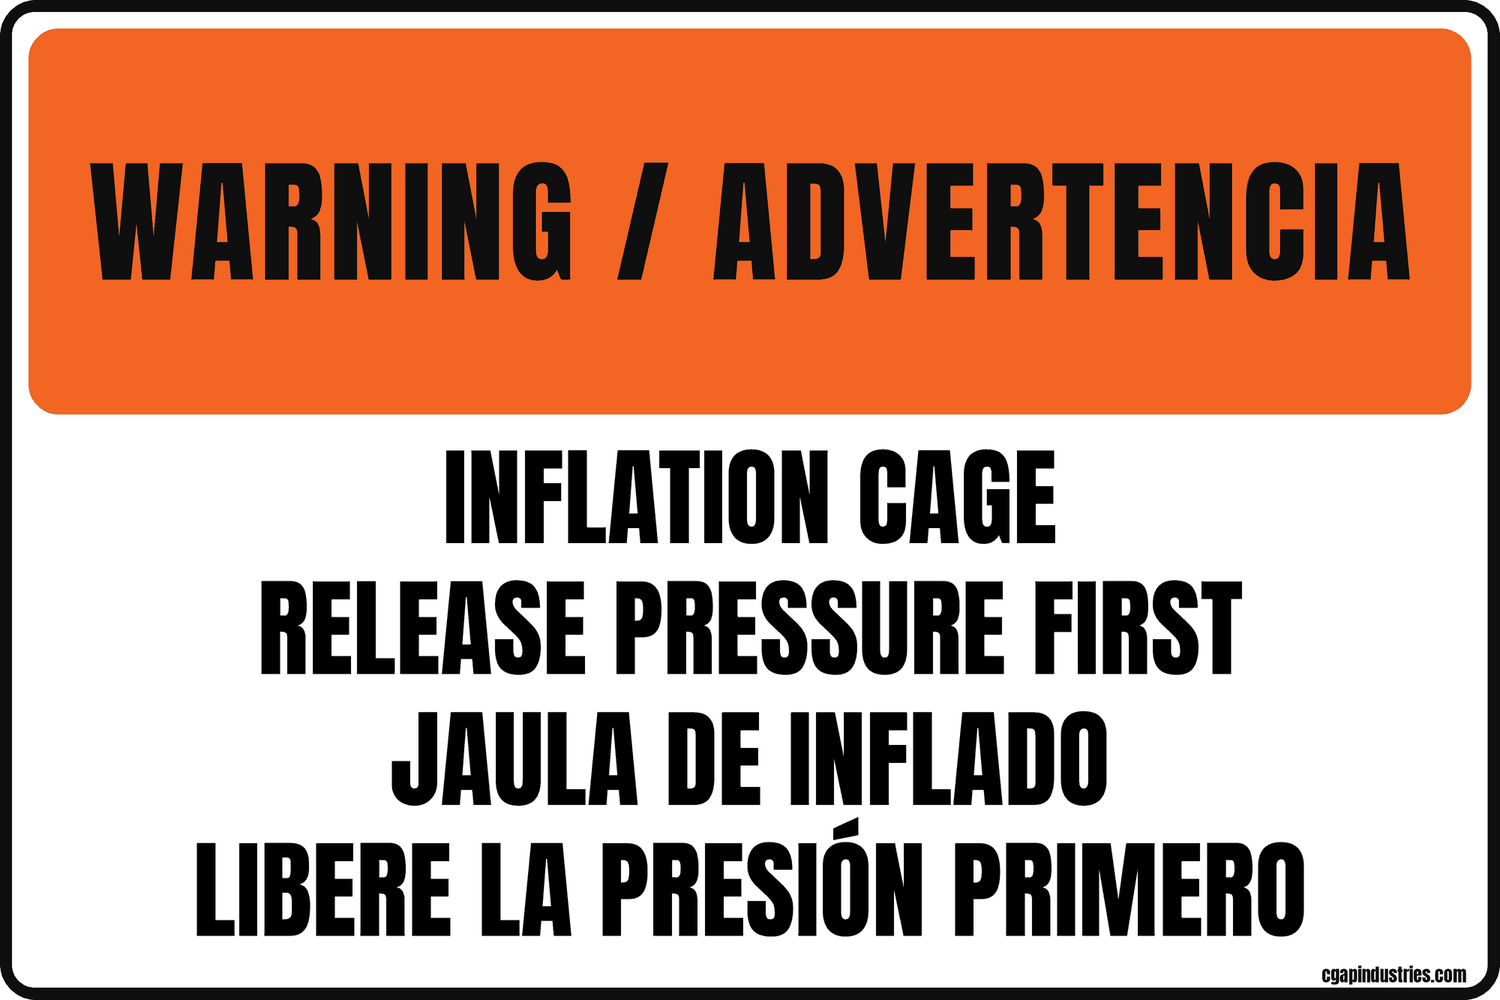 WARNING / ADVERTENCIA
INFLATION CAGE
RELEASE PRESSURE FIRST
JAULA DE INFLADO
LIBERE LA PRESIÓN PRIMERO
cgapindustries.com